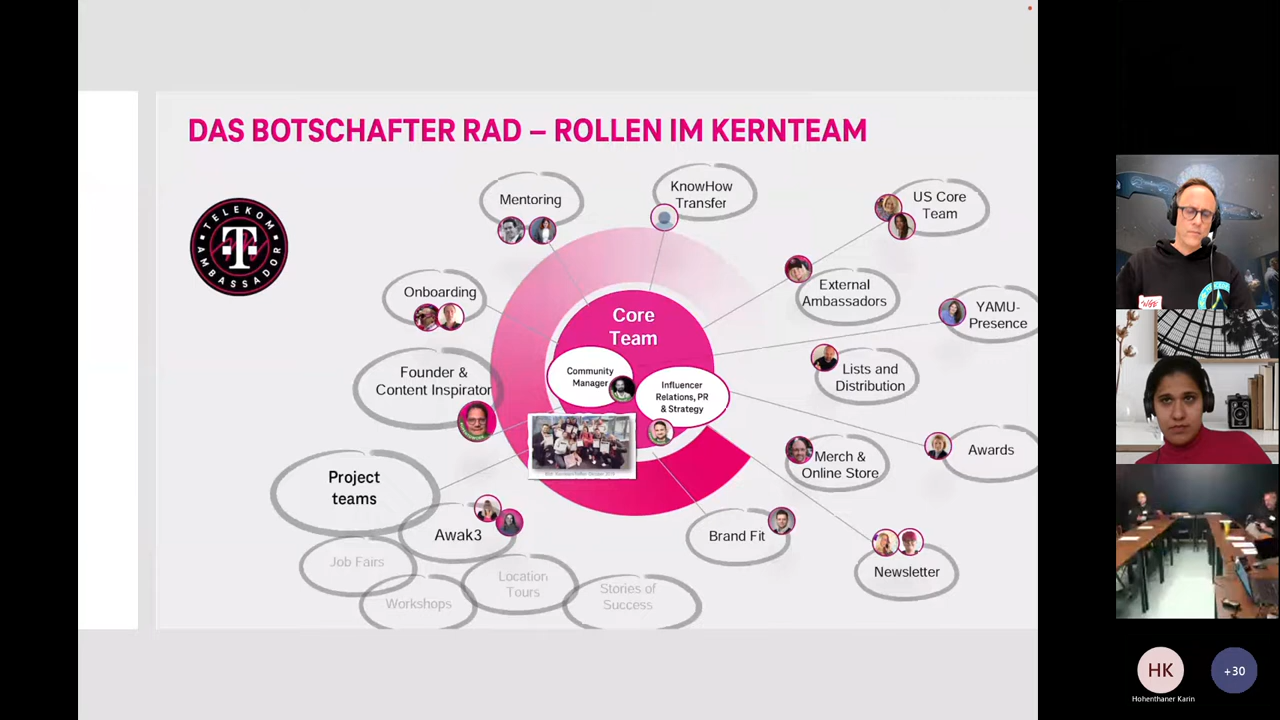 DAS BOTSCHAFTER RAD – ROLLEN IM KERNTEAM
TELEKOM
AMBASSADOR
T
Mentoring
KnowHow
Transfer
US Core
Team
Onboarding
External
Ambassadors
YAMU-
Presence
Core
Team
Founder &
Content Inspirator
Community
Manager
Influencer
Relations, PR
& Strategy
Lists and
Distribution
Project
teams
Merch &
Online Store
Awards
Awak3
Brand Fit
Newsletter
Job Fairs
Location
Tours
Workshops
Stories of
Success
HK
+30
Hohenthaner Karin